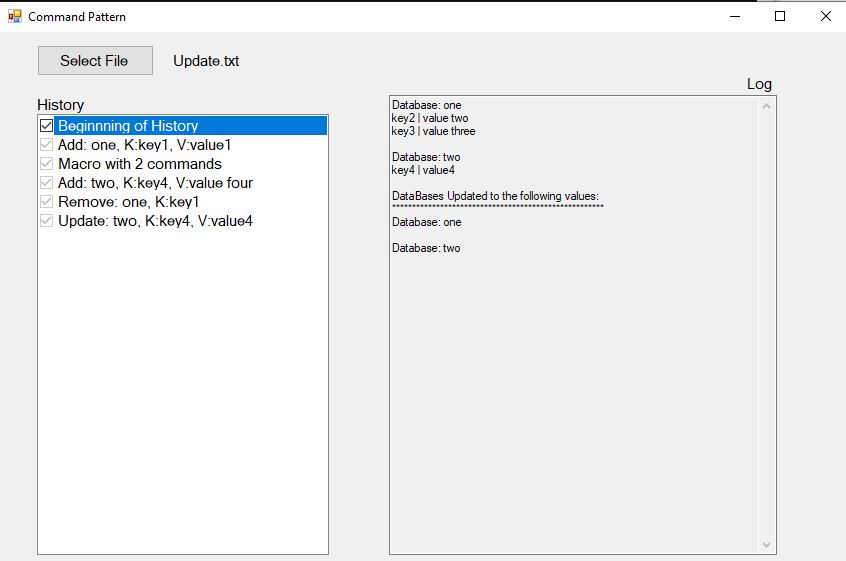 Command Pattern
Select File
Update.txt
Log
History
Beginnning of History
Add: one, K:key1, V:value1
Macro with 2 commands
Add: two, K:key4, V:value four
Remove: one, K:key1
Update: two, K:key4, V:value4
Database: one
key2 | value two
key3 | value three
Database: two
key4 | value4
DataBases Updated to the following values:
*****************************************************
Database: one
Database: two